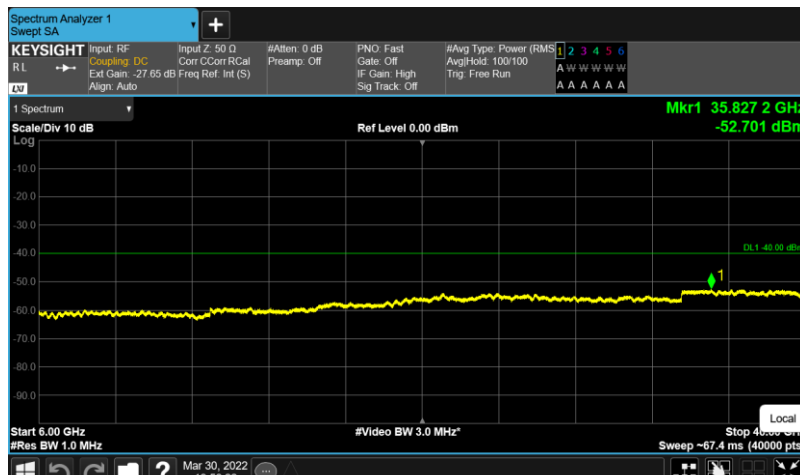 Spectrum Analyzer 1
Swept SA
+
KEYSIGHT
RL
LXI
Input: RF
Coupling: DC
Ext Gain: -27.65 dB
Align: Auto
Input Z: 50 Ω
Corr CCorr RCal
Freq Ref: Int (S)
#Atten: 0 dB
Preamp: Off
PNO: Fast
Gate: Off
IF Gain: High
Sig Track: Off
#Avg Type: Power (RMS
Avg|Hold: 100/100
Trig: Free Run
1 2 3 4 5 6
A W W W W W
A A A A A A
1 Spectrum
Scale/Div 10 dB
Log
Ref Level 0.00 dBm
Mkr1 35.827 2 GHz
-52.701 dBm
-10.0
-20.0
-30.0
-40.0
DL1 -40.00 dBm
-50.0
1
-60.0
-70.0
-80.0
-90.0
Local
Start 6.00 GHz
#Res BW 1.0 MHz
#Video BW 3.0 MHz*
Stop 40.00 GHz
Sweep ~67.4 ms (40000 pts
?
Mar 30, 2022